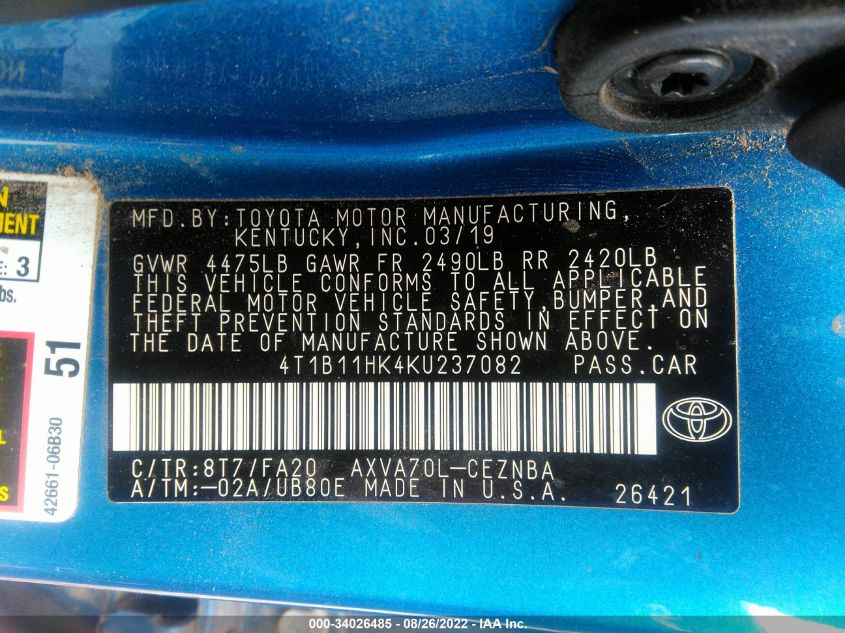 MFD.BY:TOYOTA MOTOR MANUFACTURING,
KENTUCKY,INC.03/19
GVWR 4475LB GAWR FR 2490LB RR 2420LB
THIS VEHICLE CONFORMS TO ALL APPLICABLE
FEDERAL MOTOR VEHICLE SAFETY,BUMPER,AND
THEFT PREVENTION STANDARDS IN EFFECT ON
THE DATE OF MANUFACTURE SHOWN ABOVE.
4T1B11HK4KU237082 PASS.CAR
C/TR:8T7/FA20 AXVA70L-CEZNBA
A/TM:-02A/UB80E MADE IN U.S.A. 26421
: 3
bs.
51
42661-06B30
000-34026485 - 08/26/2022 - IAA Inc.